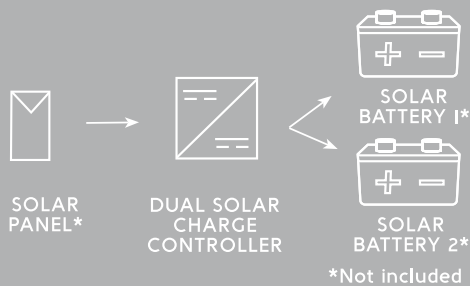 SOLAR
PANEL*
DUAL SOLAR
CHARGE
CONTROLLER
SOLAR
BATTERY 1*
SOLAR
BATTERY 2*
*Not included